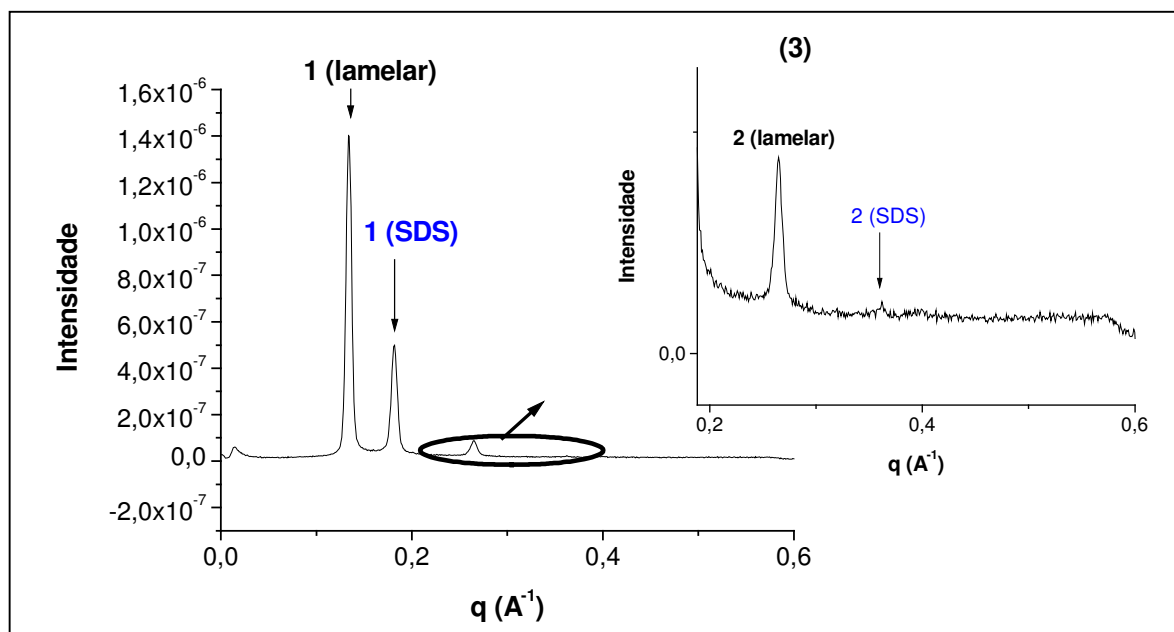 1 (lamelar)
1,6x10⁻⁶
1,4x10⁻⁶
1,2x10⁻⁶
1,0x10⁻⁶
8,0x10⁻⁷
6,0x10⁻⁷
4,0x10⁻⁷
2,0x10⁻⁷
0,0
-2,0x10⁻⁷
Intensidade
1 (SDS)
0,0 0,2 0,4 0,6
q (A⁻¹)
(3)
2 (lamelar)
2 (SDS)
Intensidade
0,0
0,2 0,4 0,6
q (A⁻¹)